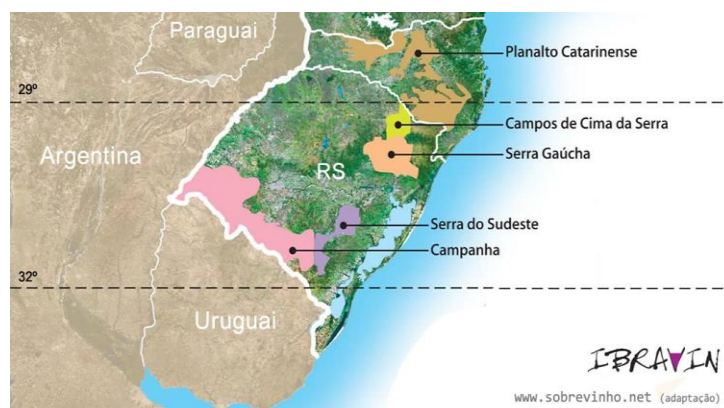 Paraguai
Planalto Catarinense
29º
Campos de Cima da Serra
Argentina
Serra Gaúcha
RS
Serra do Sudeste
Campanha
32º
Uruguai
IBRAVIN
www.sobrevinho.net (adaptação)